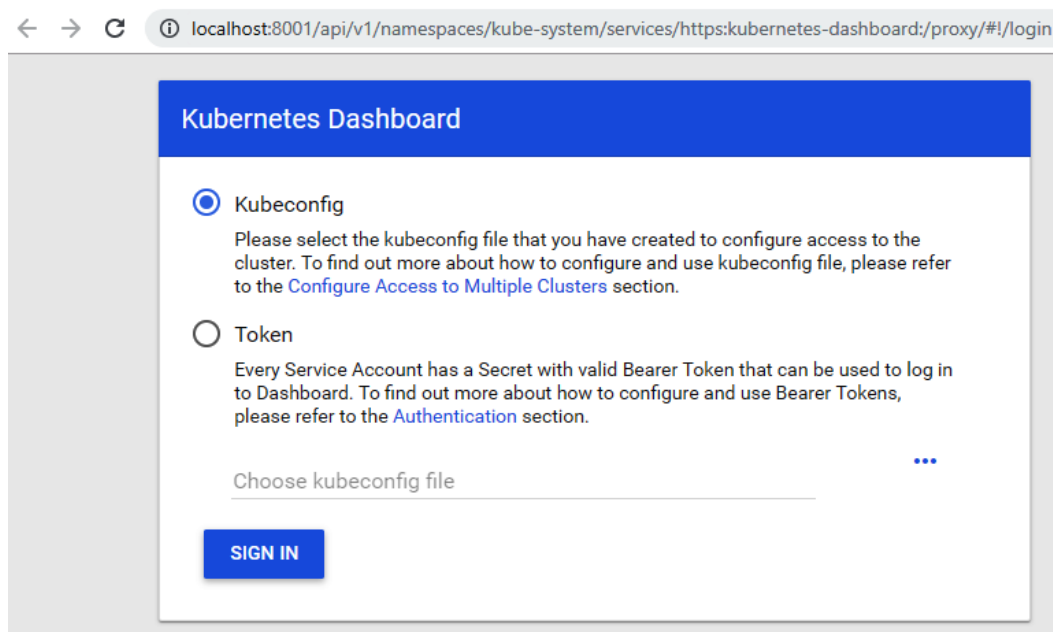 localhost:8001/api/v1/namespaces/kube-system/services/https:kubernetes-dashboard:/proxy/#!/login
Kubernetes Dashboard
Kubeconfig
Please select the kubeconfig file that you have created to configure access to the
cluster. To find out more about how to configure and use kubeconfig file, please refer
to the Configure Access to Multiple Clusters section.
Token
Every Service Account has a Secret with valid Bearer Token that can be used to log in
to Dashboard. To find out more about how to configure and use Bearer Tokens,
please refer to the Authentication section.
Choose kubeconfig file
SIGN IN